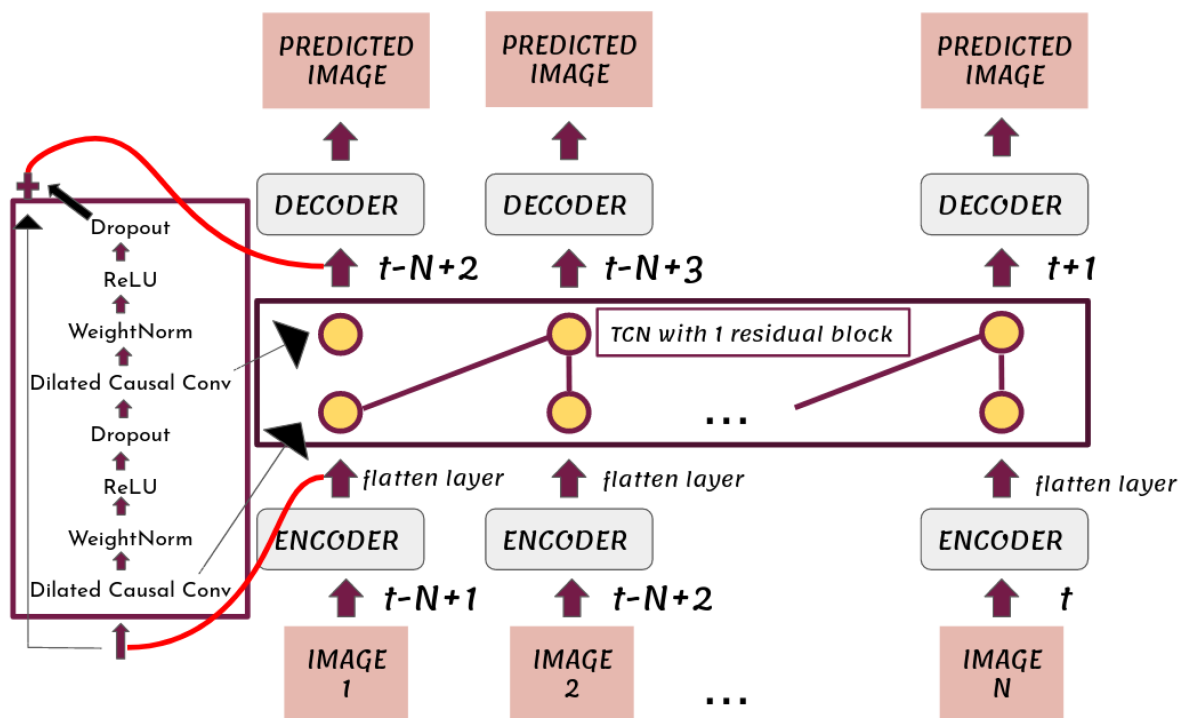 PREDICTED
IMAGE
PREDICTED
IMAGE
PREDICTED
IMAGE
DECODER
DECODER
DECODER
t-N+2
t-N+3
t+1
Dropout
ReLU
WeightNorm
Dilated Causal Conv
Dropout
ReLU
WeightNorm
Dilated Causal Conv
TCN with 1 residual block
...
flatten layer
flatten layer
flatten layer
ENCODER
ENCODER
ENCODER
t-N+1
t-N+2
t
IMAGE
1
IMAGE
2
...
IMAGE
N